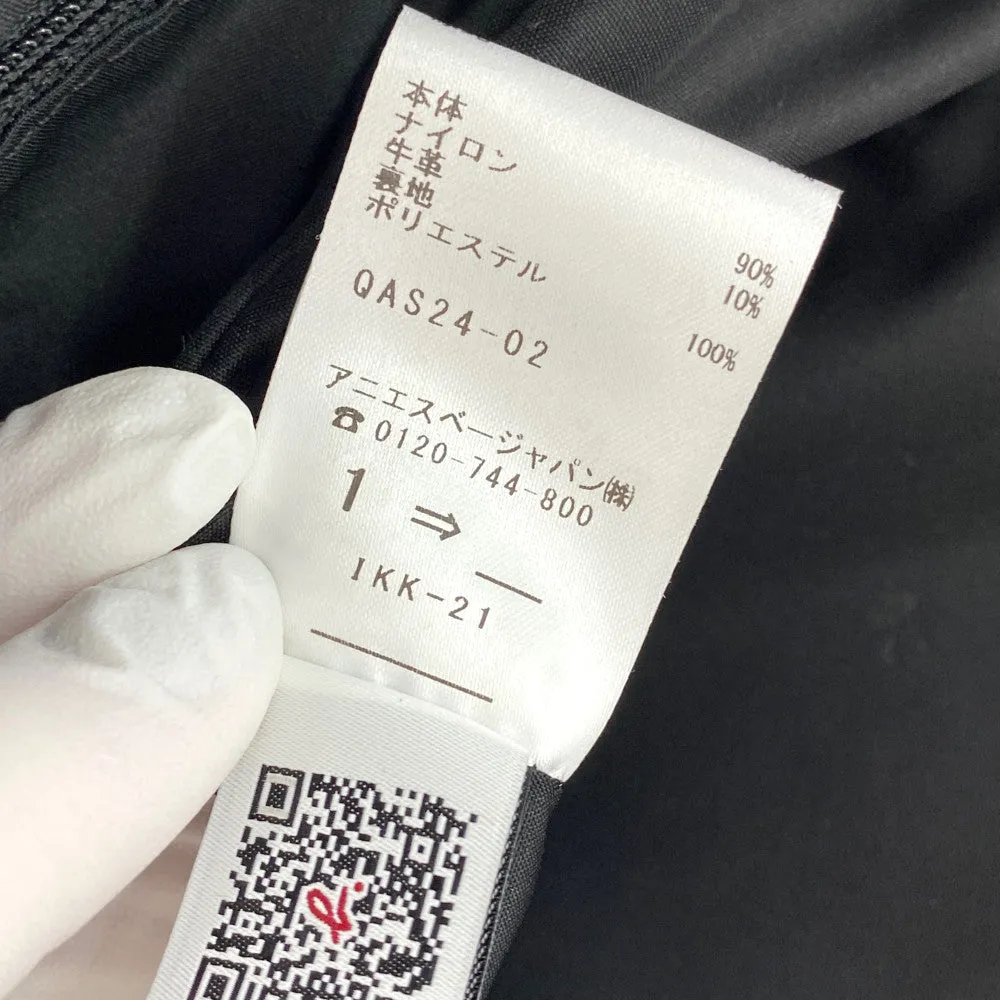 本体
ナイロン 90%
牛革 10%
裏地
ポリエステル 100%
QAS24-02
アニエスベージャパン㈱
☎0120-744-800
1 ⇒
IKK-21
b.